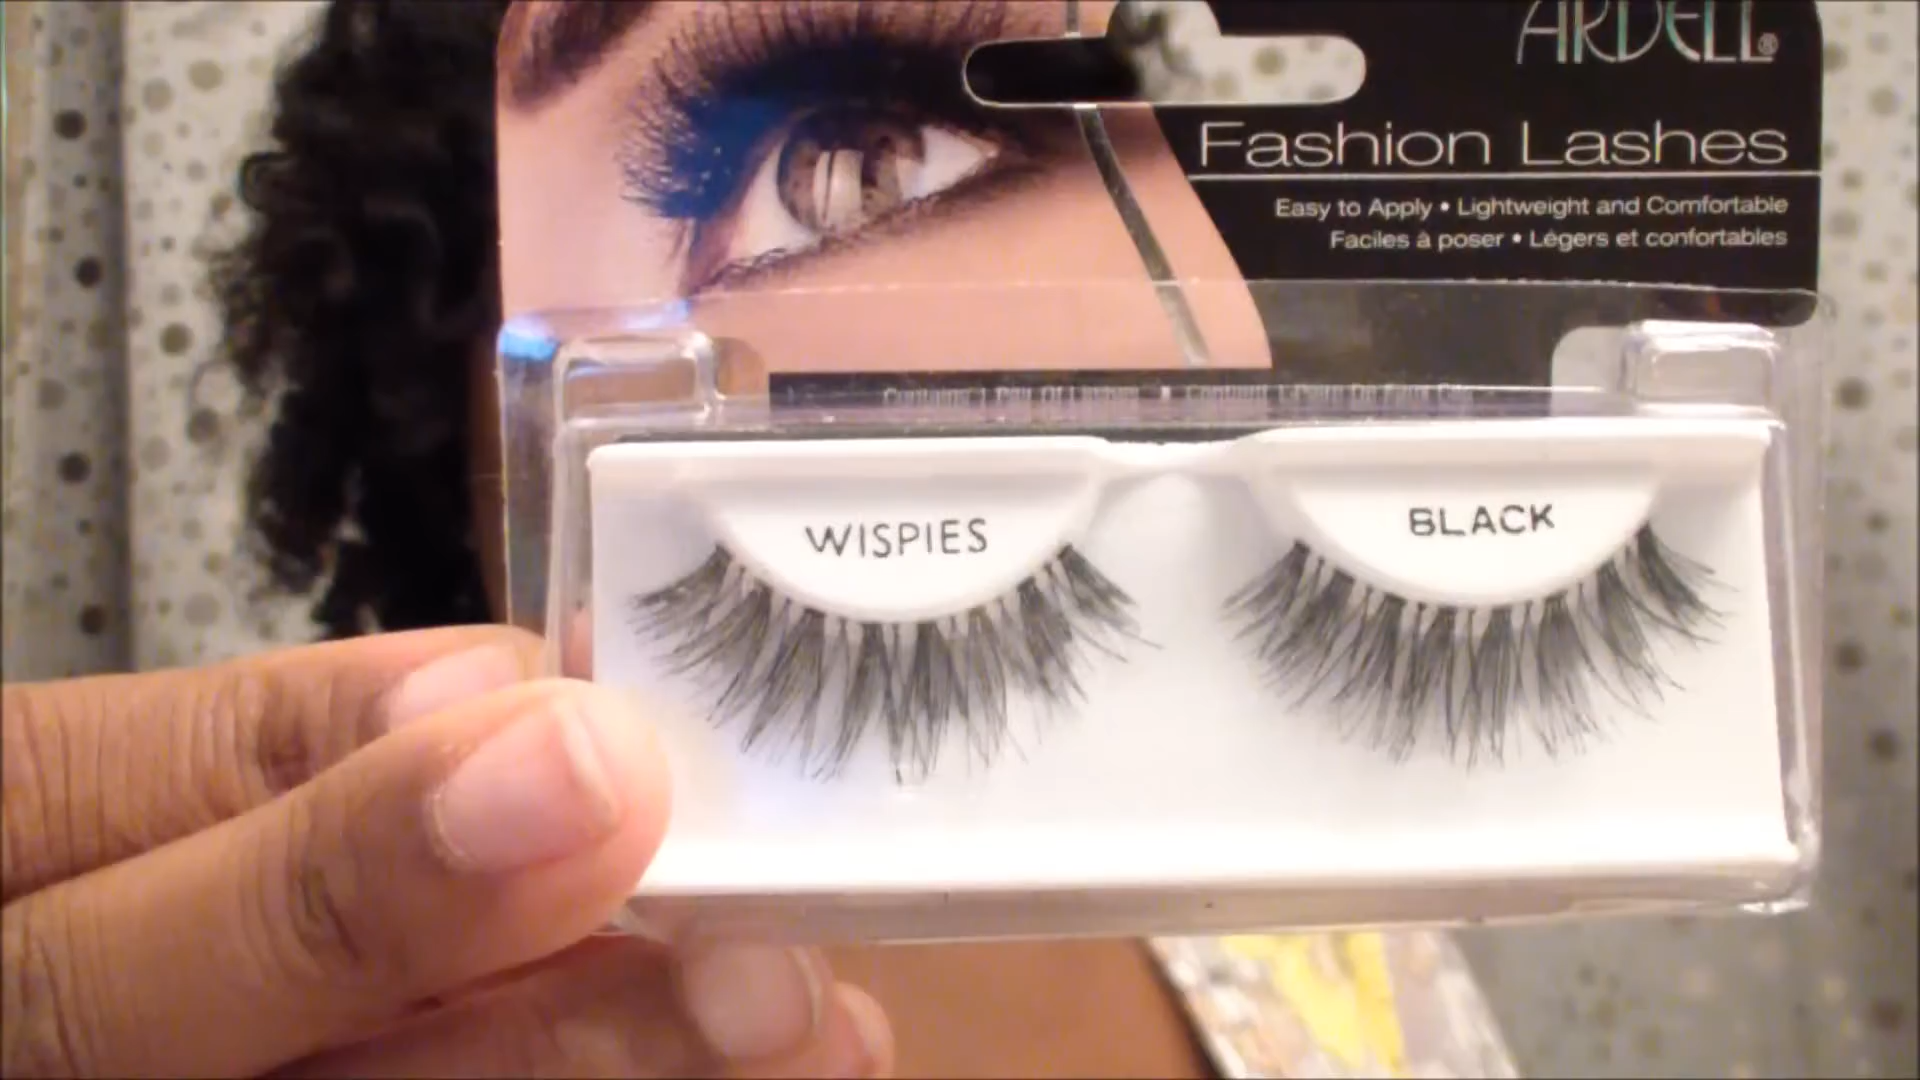 ARDELL®
Fashion Lashes
Easy to Apply • Lightweight and Comfortable
Faciles à poser • Légers et confortables
WISPIES
BLACK